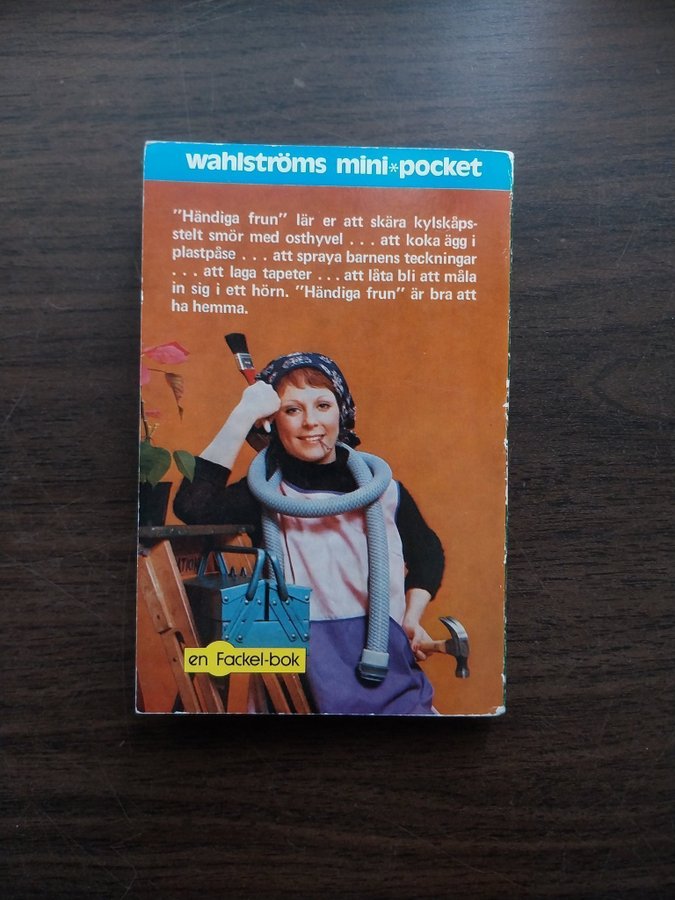 wahlströms mini*pocket
"Händiga frun" lär er att skära kylskåps-
stelt smör med osthyvel . . . att koka ägg i
plastpåse . . . att spraya barnens teckningar
. . . att laga tapeter . . . att låta bli att måla
in sig i ett hörn. "Händiga frun" är bra att
ha hemma.
en Fackel-bok